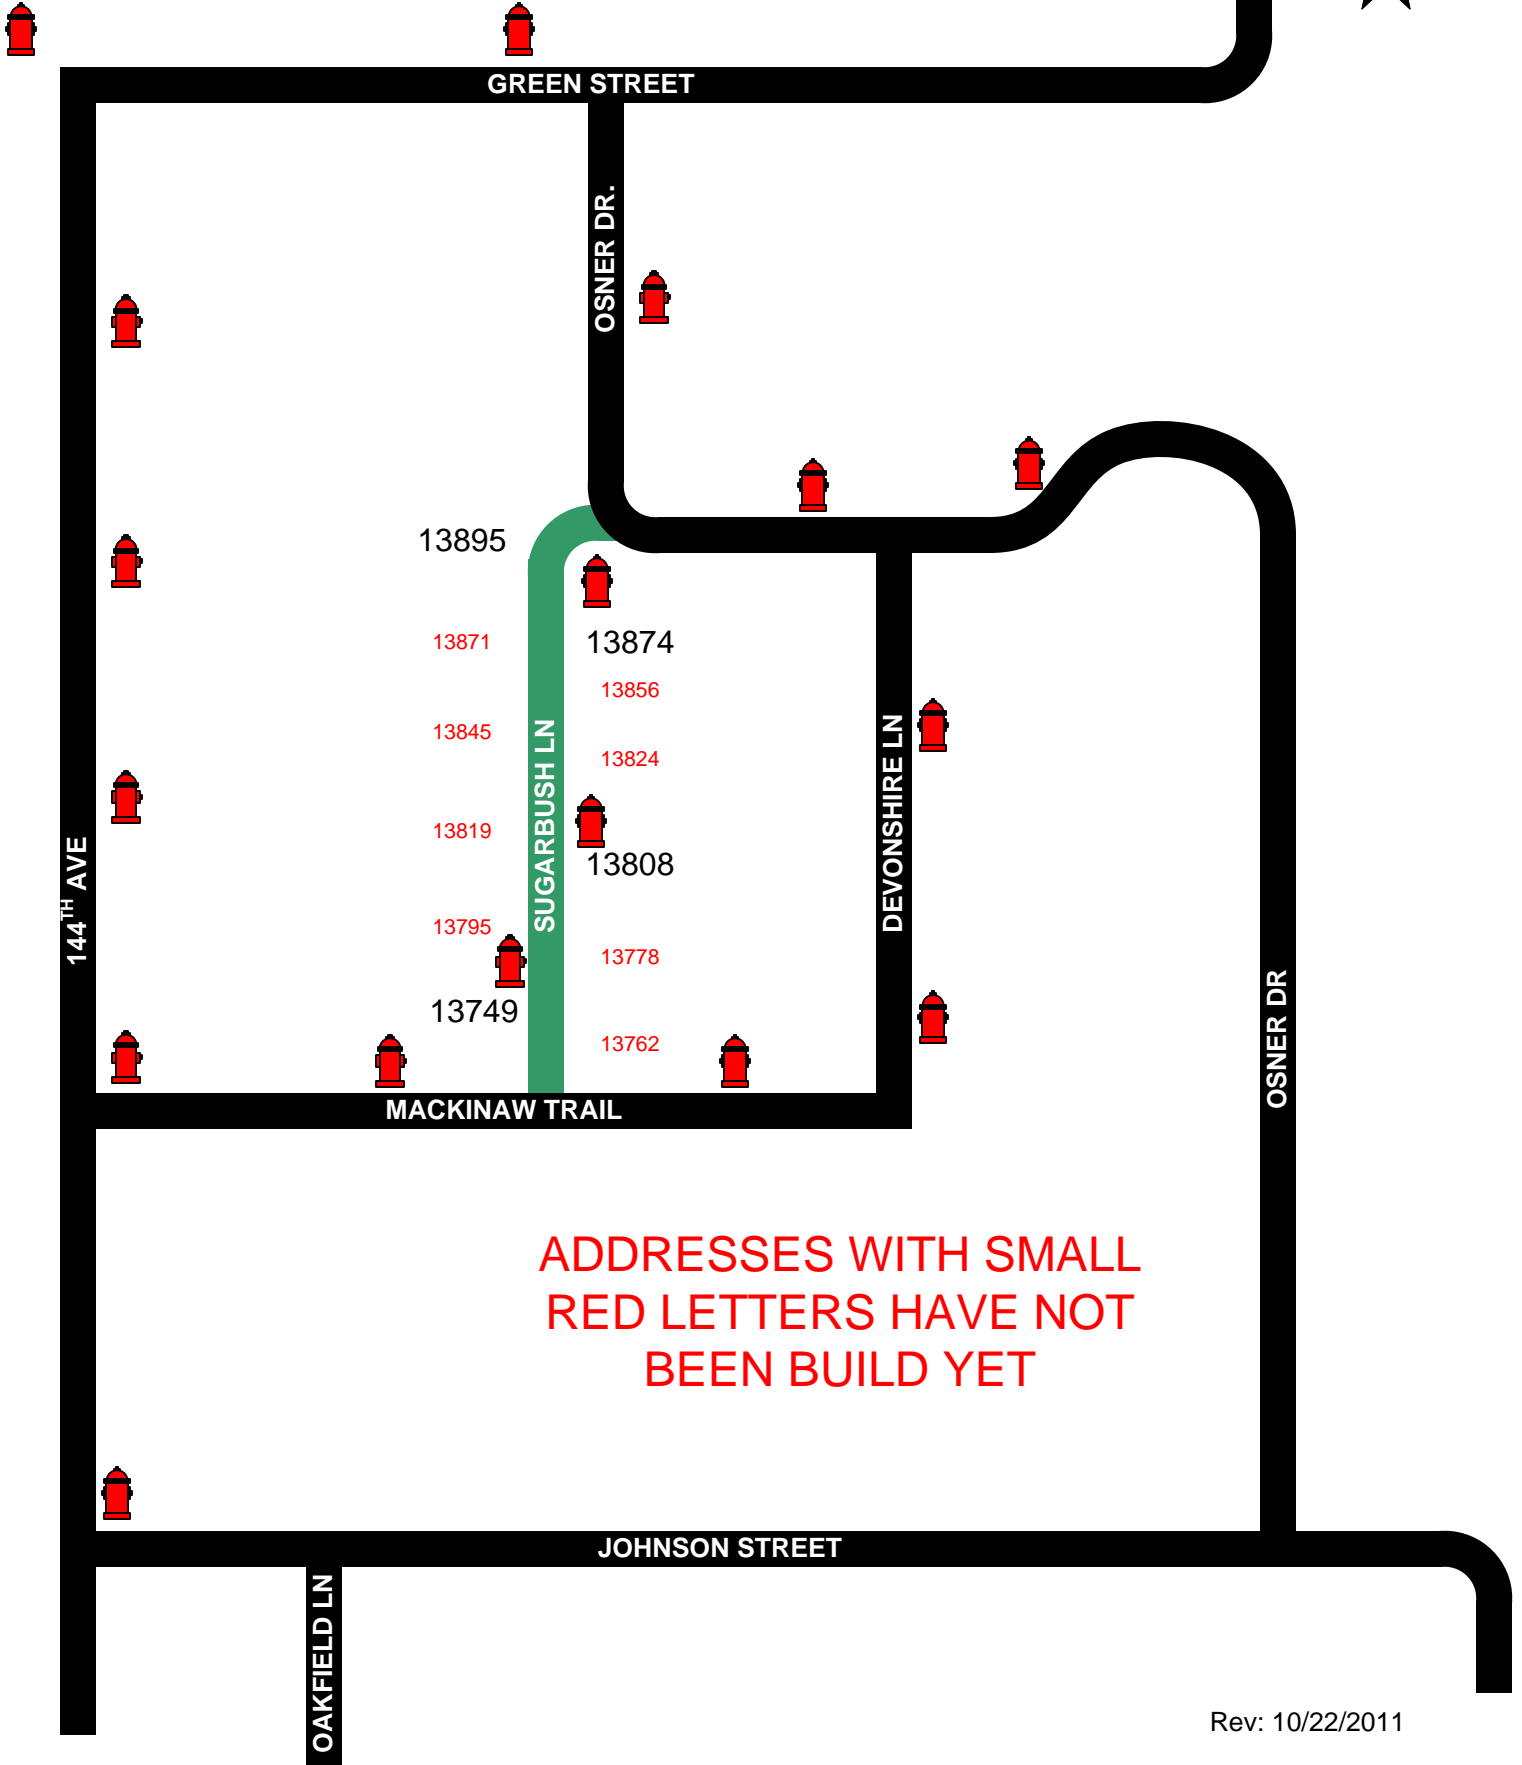 GREEN STREET
OSNER DR.
13895
13871
13874
13856
13845
13824
SUGARBUSH LN
DEVONSHIRE LN
13819
13808
144TH AVE
13795
13778
13749
13762
OSNER DR
MACKINAW TRAIL
ADDRESSES WITH SMALL
RED LETTERS HAVE NOT
BEEN BUILD YET
JOHNSON STREET
OAKFIELD LN
Rev: 10/22/2011